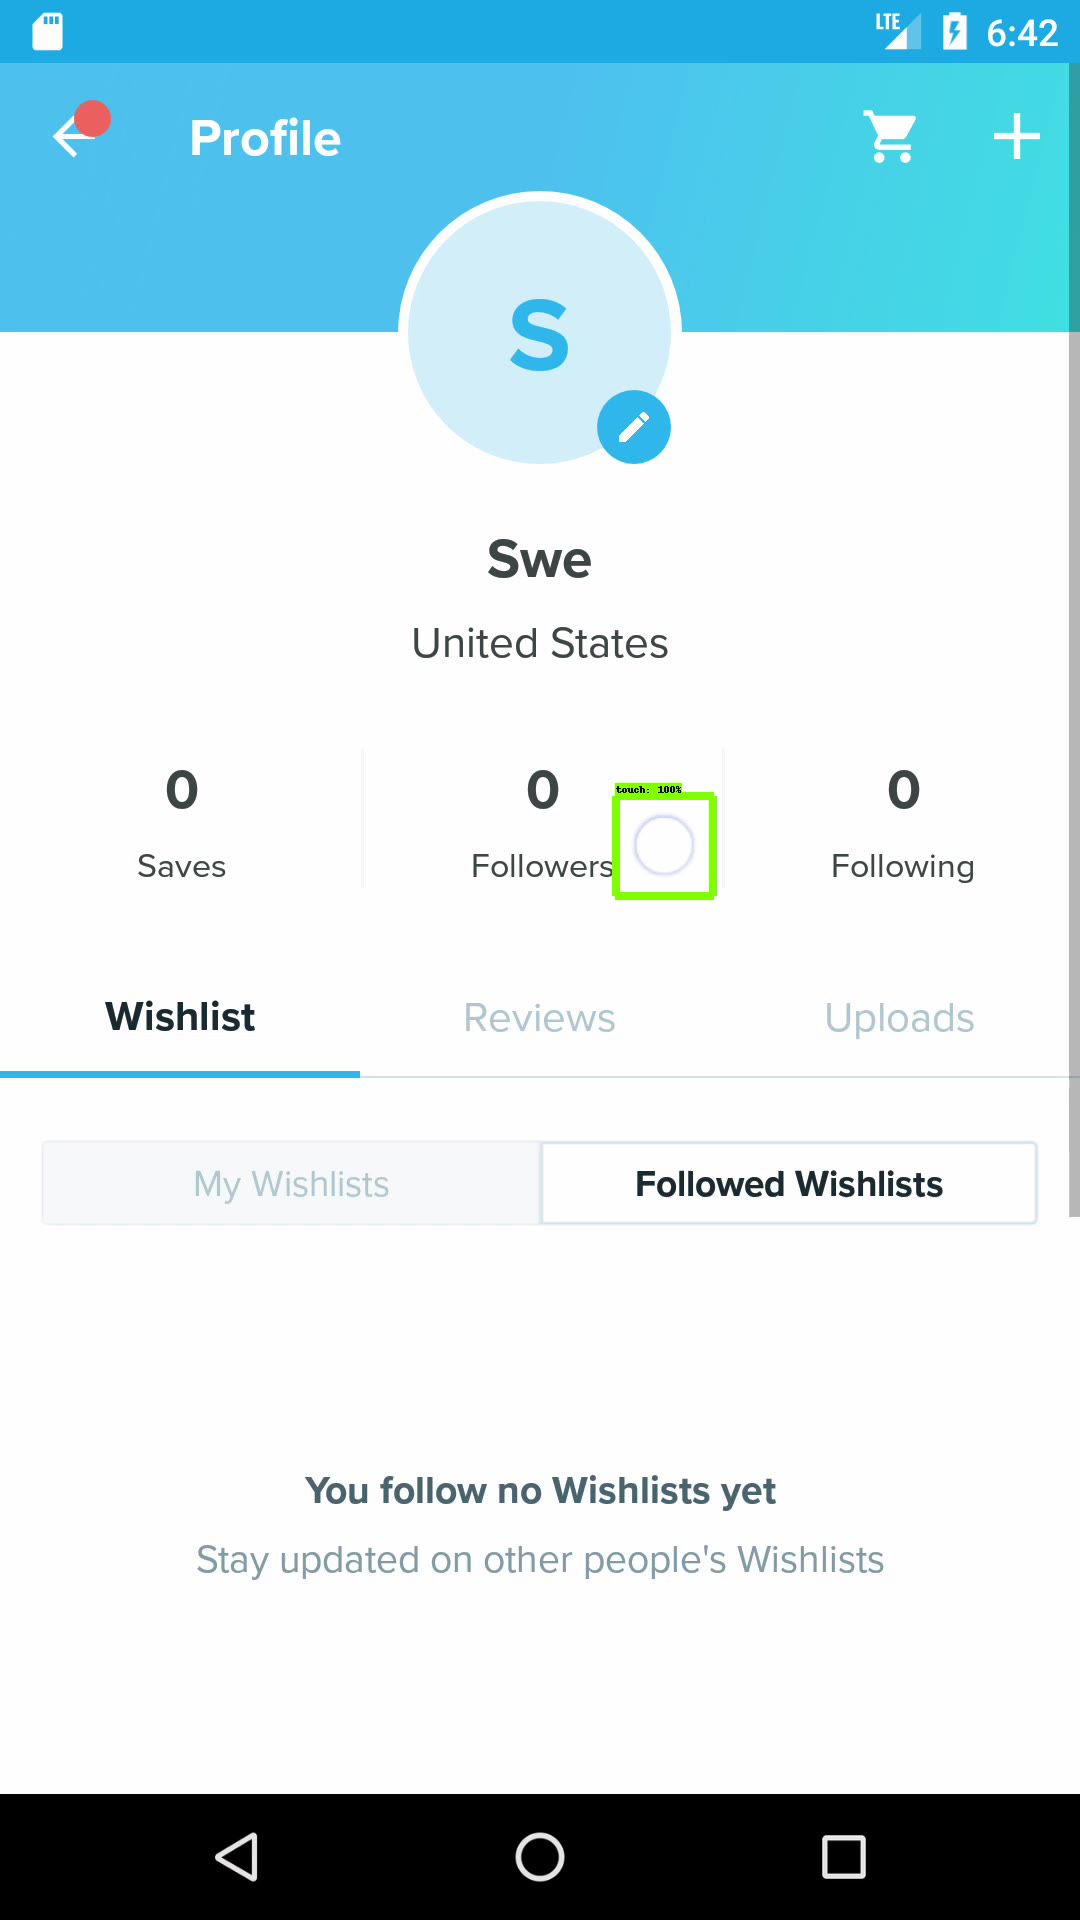 LTE 6:42
Profile
S
Swe
United States
0 0 0
touch: 100%
Saves Followers Following
Wishlist Reviews Uploads
My Wishlists Followed Wishlists
You follow no Wishlists yet
Stay updated on other people's Wishlists